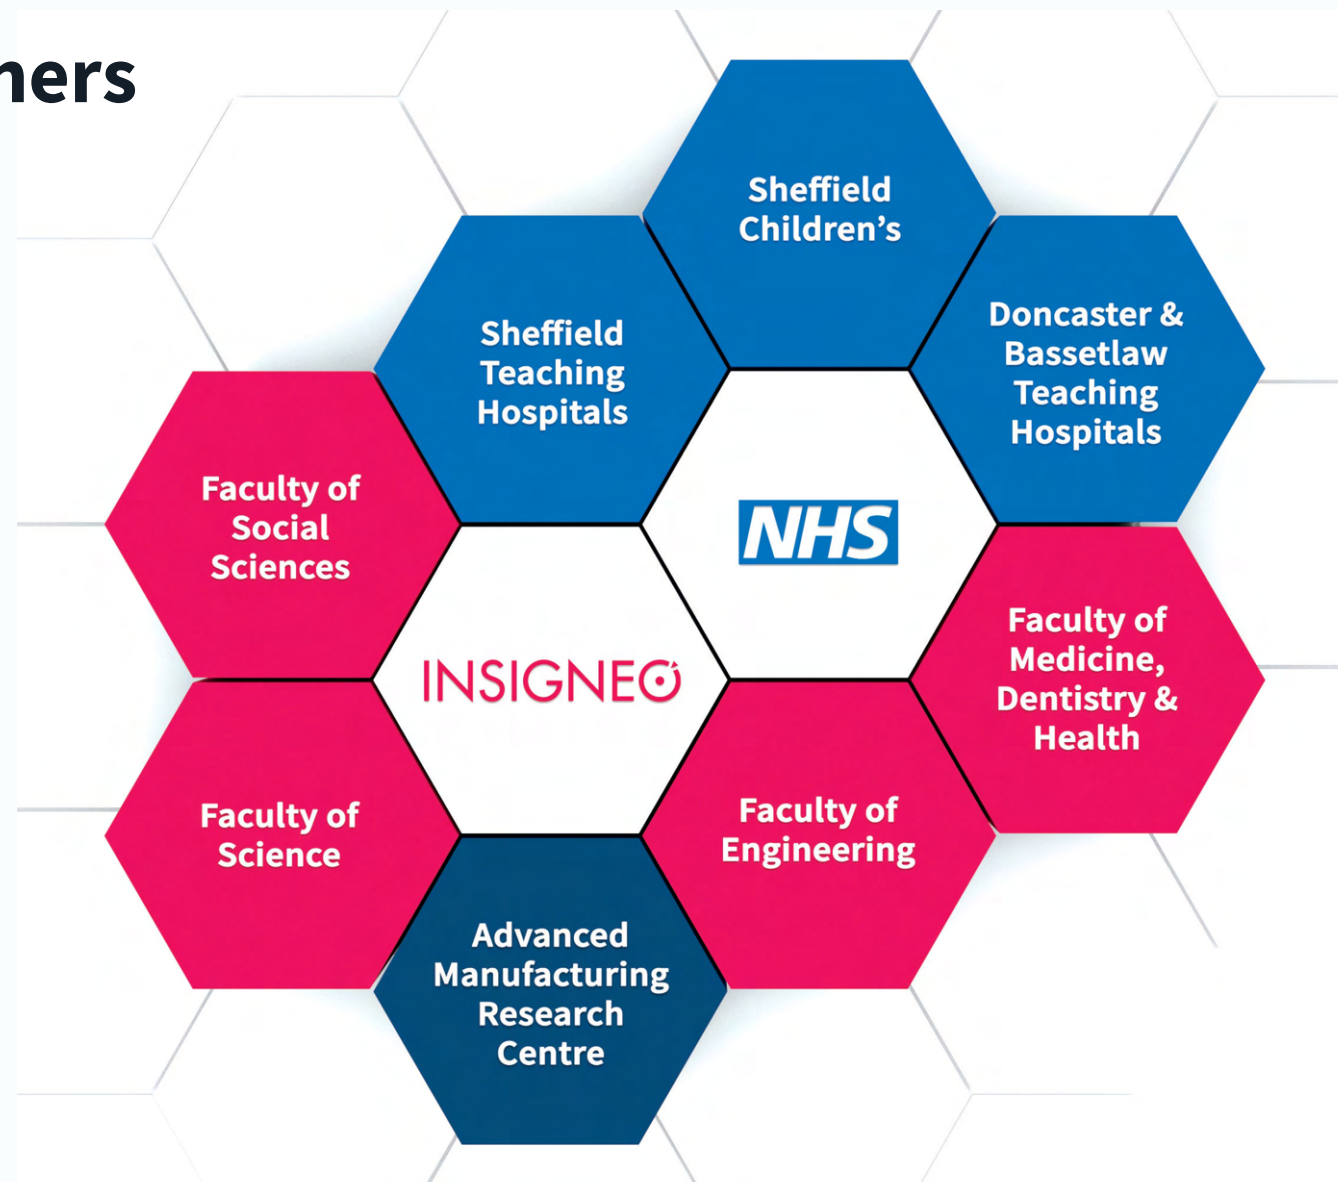 ners
Sheffield
Children's
Sheffield
Teaching
Hospitals
Doncaster &
Bassetlaw
Teaching
Hospitals
Faculty of
Social
Sciences
NHS
INSIGNEO
Faculty of
Medicine,
Dentistry &
Health
Faculty of
Science
Faculty of
Engineering
Advanced
Manufacturing
Research
Centre